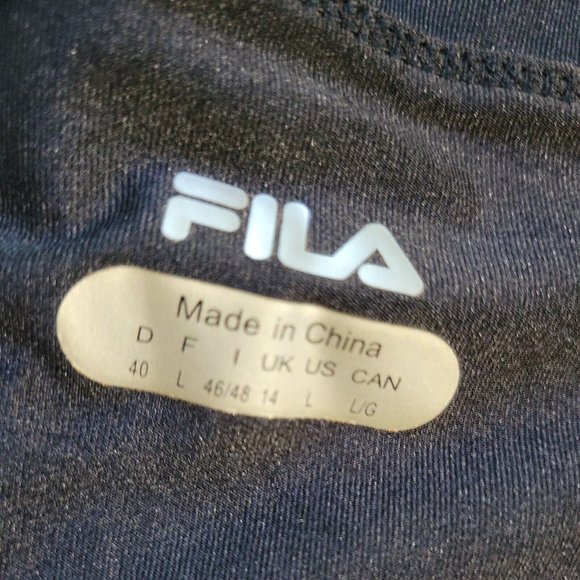 FILA
Made in China
D F I UK US CAN
40 L 46/48 14 L L/G